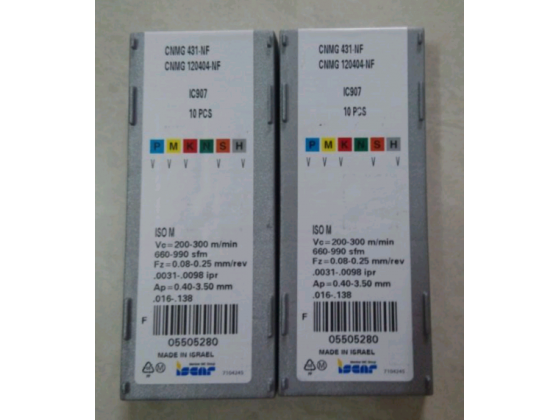 CNMG 431-NF
CNMG 120404-NF
IC907
10 PCS
P M K N S H
V V V V V
ISO M
Vc=200-300 m/min
660-990 sfm
Fz=0.08-0.25 mm/rev
.0031-.0098 ipr
Ap=0.40-3.50 mm
.016-.138
F
05505280
MADE IN ISRAEL
iscar
CNMG 431-NF
CNMG 120404-NF
IC907
10 PCS
P M K N S H
V V V V V
ISO M
Vc=200-300 m/min
660-990 sfm
Fz=0.08-0.25 mm/rev
.0031-.0098 ipr
Ap=0.40-3.50 mm
.016-.138
F
05505280
MADE IN ISRAEL
iscar